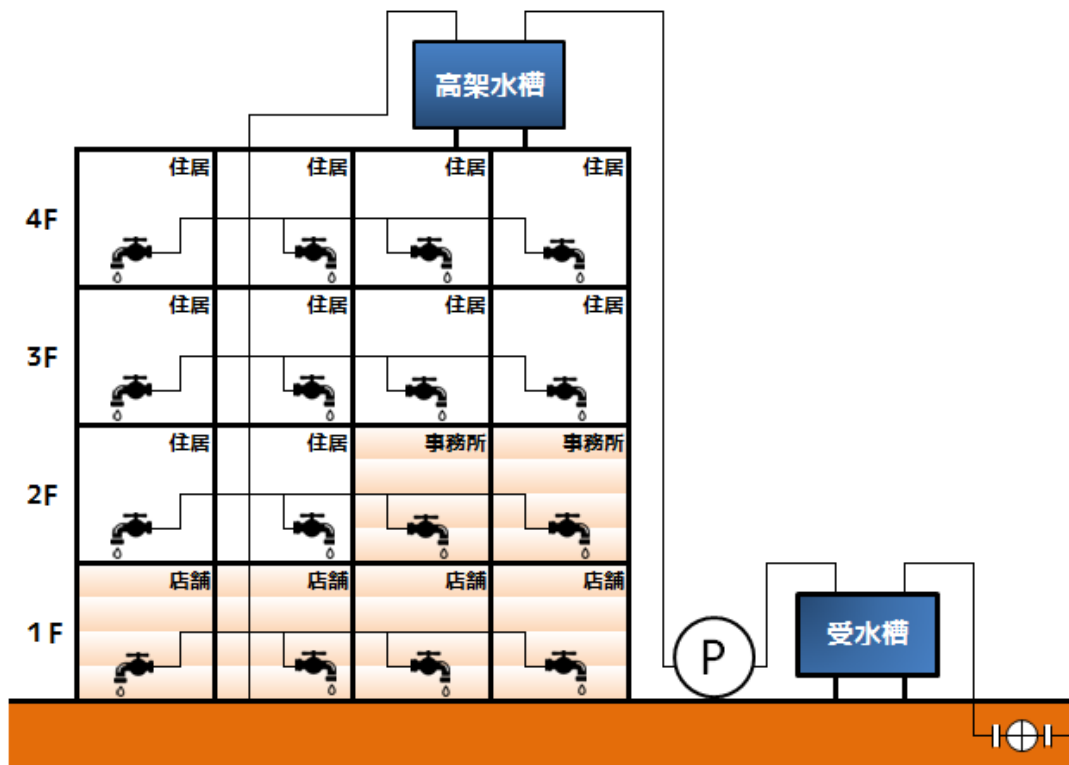 高架水槽
住居 住居 住居 住居
4F
住居 住居 住居 住居
3F
住居 住居 事務所 事務所
2F
店舗 店舗 店舗 店舗
1F
P
受水槽